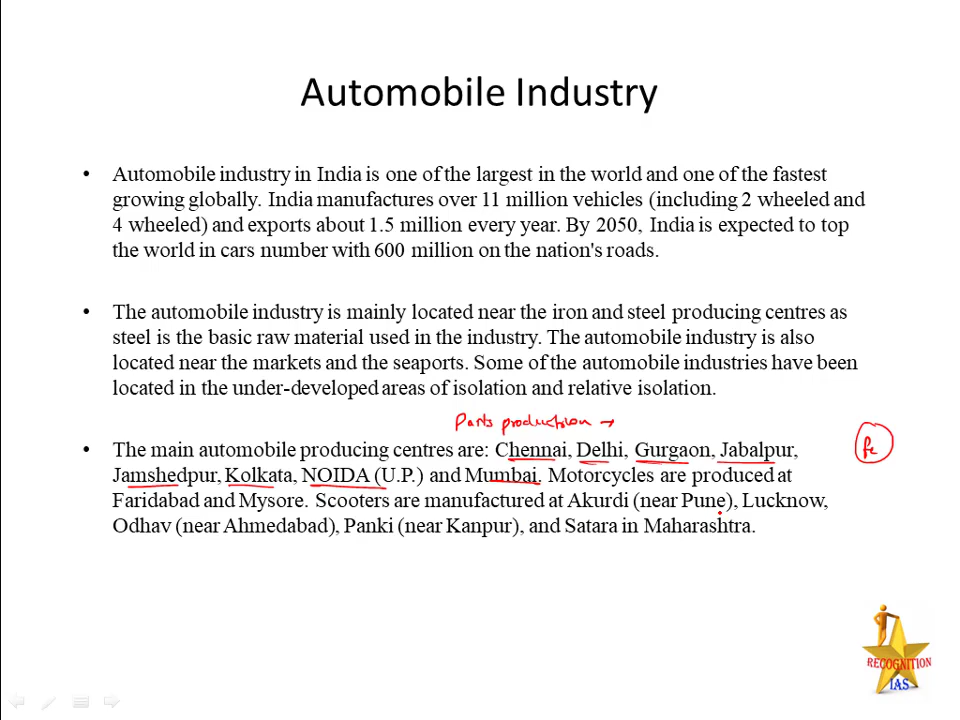 Automobile Industry
• Automobile industry in India is one of the largest in the world and one of the fastest
growing globally. India manufactures over 11 million vehicles (including 2 wheeled and
4 wheeled) and exports about 1.5 million every year. By 2050, India is expected to top
the world in cars number with 600 million on the nation's roads.
• The automobile industry is mainly located near the iron and steel producing centres as
steel is the basic raw material used in the industry. The automobile industry is also
located near the markets and the seaports. Some of the automobile industries have been
located in the under-developed areas of isolation and relative isolation.
Parts production →
• The main automobile producing centres are: Chennai, Delhi, Gurgaon, Jabalpur,
Jamshedpur, Kolkata, NOIDA (U.P.) and Mumbai. Motorcycles are produced at
Faridabad and Mysore. Scooters are manufactured at Akurdi (near Pune), Lucknow,
Odhav (near Ahmedabad), Panki (near Kanpur), and Satara in Maharashtra.
RECOGNITION
IAS